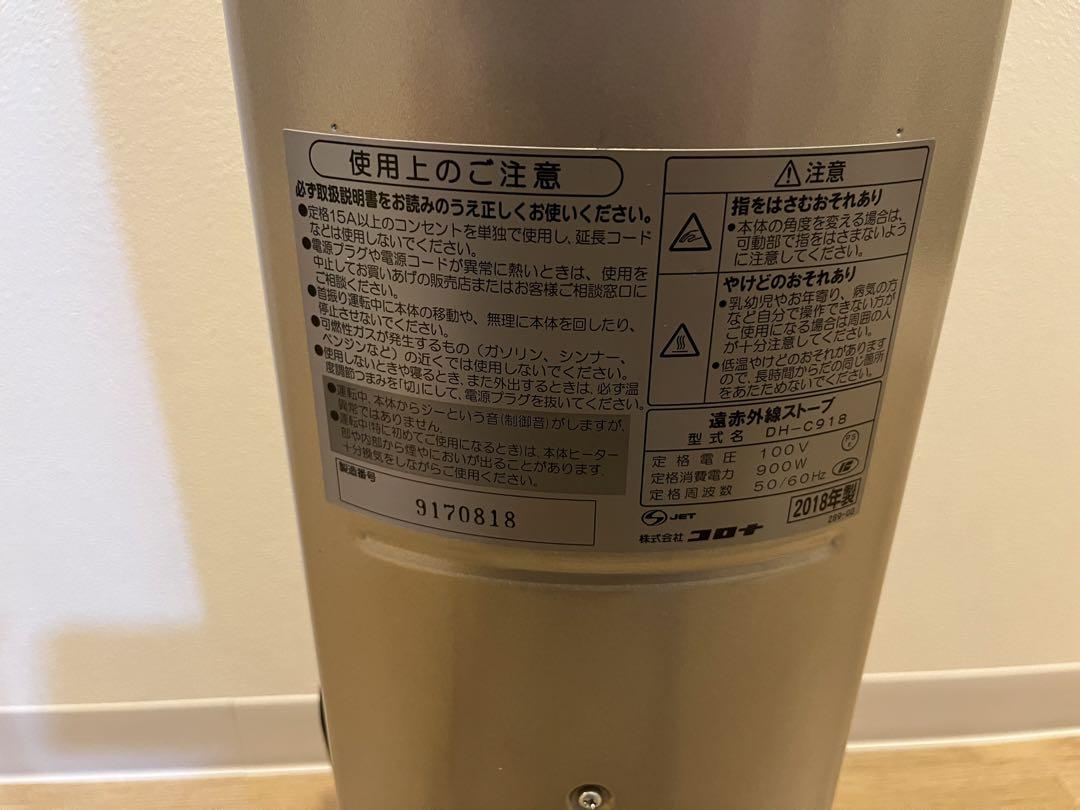 使用上のご注意
必ず取扱説明書をお読みのうえ正しくお使いください。
●定格15A以上のコンセントを単独で使用し、延長コード
などは使用しないでください。
●電源プラグや電源コードが異常に熱いときは、使用を
中止してお買いあげの販売店またはお客様ご相談窓口に
ご相談ください。
●首振り運転中に本体の移動や、無理に本体を回したり、
停止させないでください。
●可燃性ガスが発生するもの(ガソリン、シンナー、
ベンジンなど)の近くでは使用しないでください。
●使用しないときや寝るとき、また外出するときは、必ず温
度調節つまみを「切」にして、電源プラグを抜いてください。
●運転中、本体からジーという音(制御音)がしますが、
異常ではありません。
●運転中(特に初めてご使用になるとき)は、本体ヒーター
部や内部から煙やにおいが出ることがあります。
十分換気をしながらご使用ください。
製造番号
9170818
注意
指をはさむおそれあり
●本体の角度を変える場合は、
可動部で指をはさまないよう
に注意してください。
やけどのおそれあり
●乳幼児やお年寄り、病気の方
など自分で操作できない方が
ご使用になる場合は周囲の人
が十分注意してください。
●低温やけどのおそれがあります
ので、長時間からだの同じ箇所
をあたためないでください。
遠赤外線ストーブ
型式名 DH-C918
定格電圧 100V
定格消費電力 900W
定格周波数 50/60Hz
PS
E
JET
2018年製
289-00
株式会社 コロナ